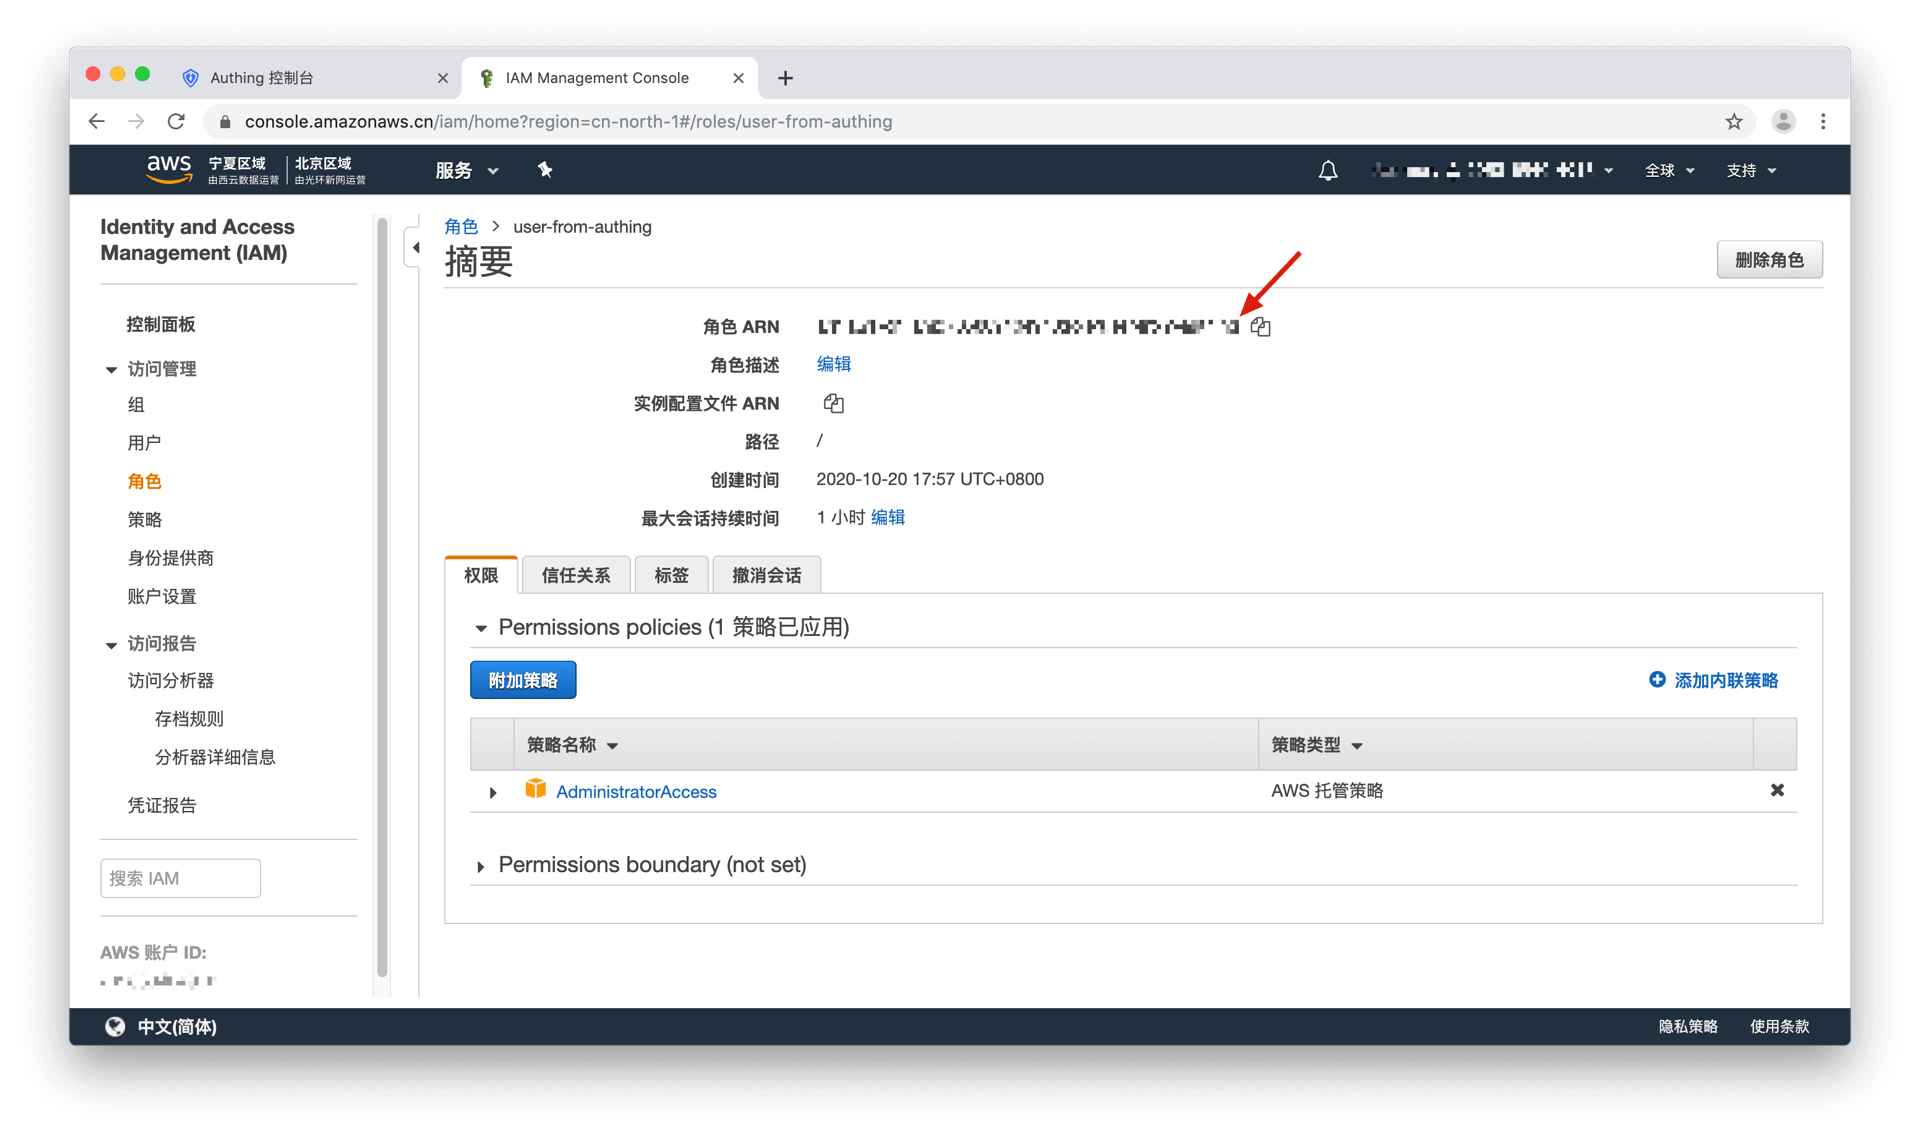 Authing 控制台
IAM Management Console
console.amazonaws.cn/iam/home?region=cn-north-1#/roles/user-from-authing
aws 宁夏区域 由西云数据运营 北京区域 由光环新网运营 服务 全球 支持
Identity and Access Management (IAM)
控制面板
访问管理
组
用户
角色
策略
身份提供商
账户设置
访问报告
访问分析器
存档规则
分析器详细信息
凭证报告
搜索 IAM
AWS 账户 ID:
角色 user-from-authing
摘要
删除角色
角色 ARN
角色描述 编辑
实例配置文件 ARN
路径 /
创建时间 2020-10-20 17:57 UTC+0800
最大会话持续时间 1 小时 编辑
权限 信任关系 标签 撤消会话
Permissions policies (1 策略已应用)
附加策略 添加内联策略
策略名称 策略类型
AdministratorAccess AWS 托管策略
Permissions boundary (not set)
中文(简体) 隐私策略 使用条款